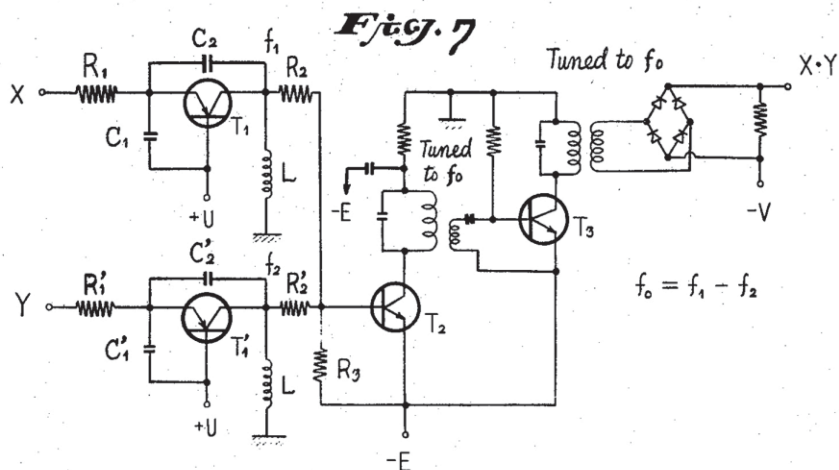 Fig. 7
C₂
f₁
R₁
R₂
Tuned to f₀
X·Y
X
T₁
C₁
Tuned
to f₀
L
-E
+U
-V
T₃
C'₂
f₂
R'₁
R'₂
f₀ = f₁ - f₂
Y
T'₁
T₂
C'₁
R₃
L
+U
-E